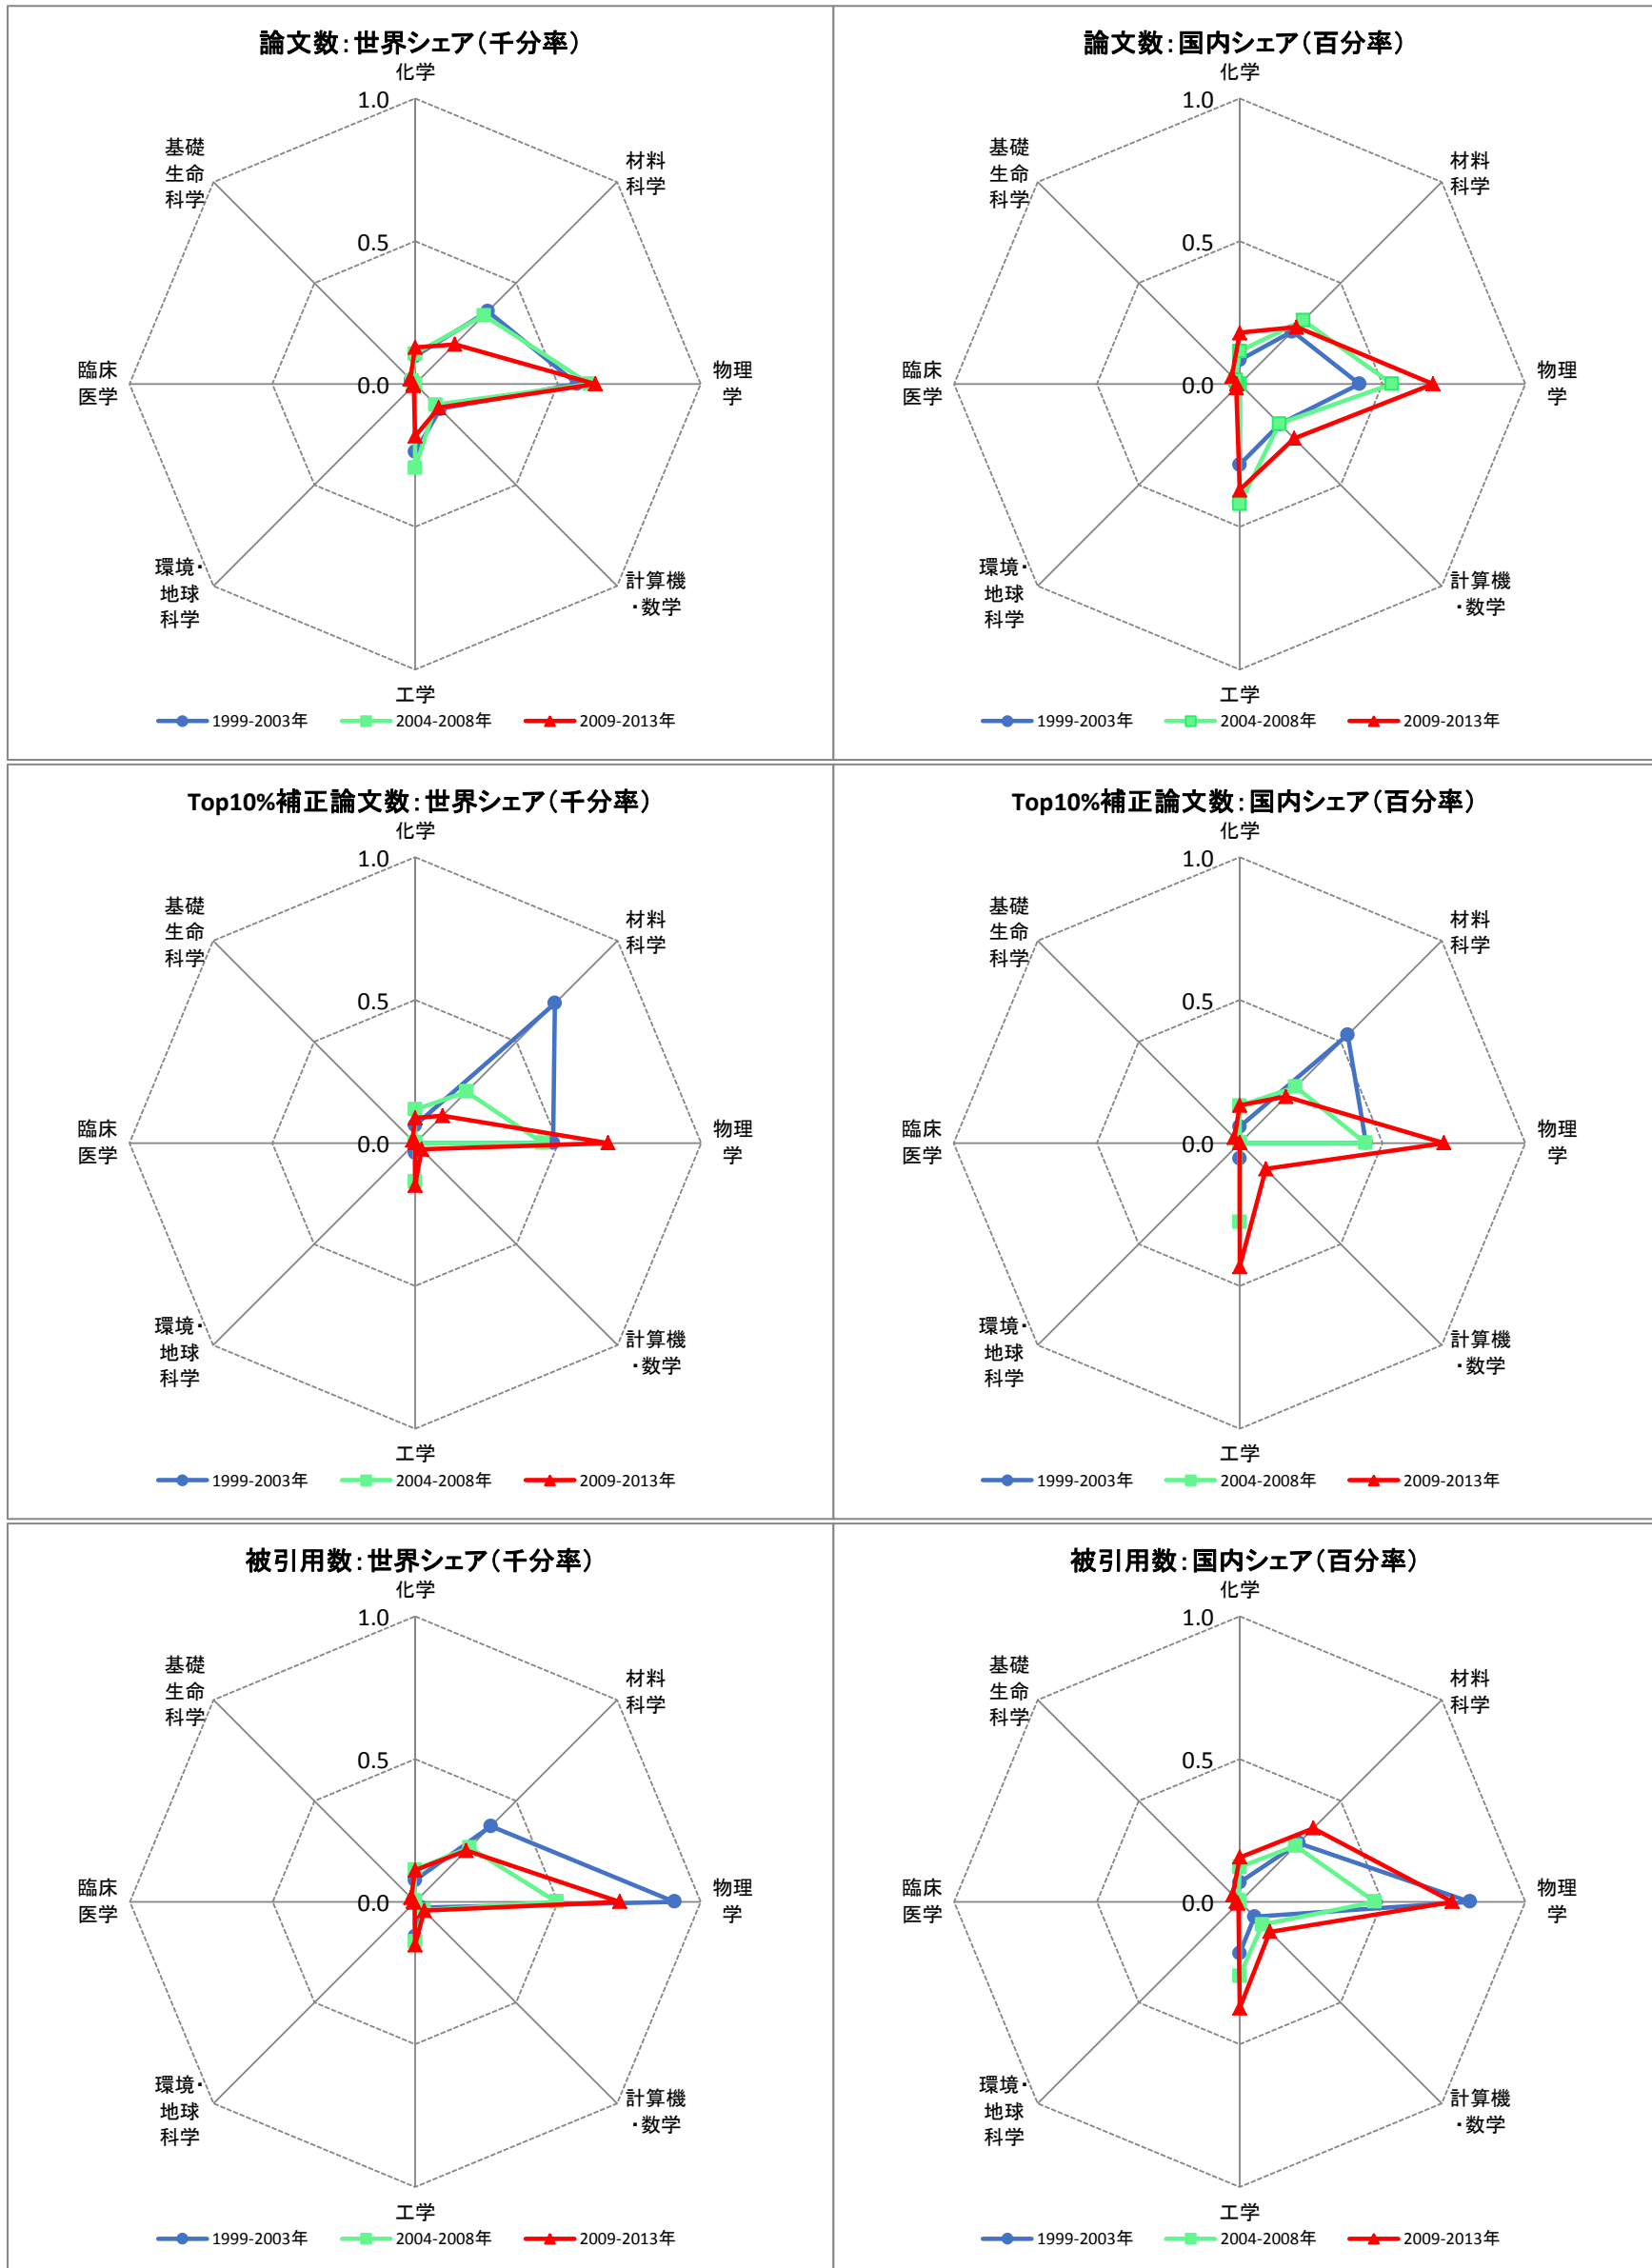 論文数：世界シェア（千分率）
化学
1.0
基礎
生命
科学
材料
科学
0.5
臨床
医学
0.0
物理
学
環境・
地球
科学
計算機
・数学
工学
1999-2003年 2004-2008年 2009-2013年
論文数：国内シェア（百分率）
化学
1.0
基礎
生命
科学
材料
科学
0.5
臨床
医学
0.0
物理
学
環境・
地球
科学
計算機
・数学
工学
1999-2003年 2004-2008年 2009-2013年
Top10%補正論文数：世界シェア（千分率）
化学
1.0
基礎
生命
科学
材料
科学
0.5
臨床
医学
0.0
物理
学
環境・
地球
科学
計算機
・数学
工学
1999-2003年 2004-2008年 2009-2013年
Top10%補正論文数：国内シェア（百分率）
化学
1.0
基礎
生命
科学
材料
科学
0.5
臨床
医学
0.0
物理
学
環境・
地球
科学
計算機
・数学
工学
1999-2003年 2004-2008年 2009-2013年
被引用数：世界シェア（千分率）
化学
1.0
基礎
生命
科学
材料
科学
0.5
臨床
医学
0.0
物理
学
環境・
地球
科学
計算機
・数学
工学
1999-2003年 2004-2008年 2009-2013年
被引用数：国内シェア（百分率）
化学
1.0
基礎
生命
科学
材料
科学
0.5
臨床
医学
0.0
物理
学
環境・
地球
科学
計算機
・数学
工学
1999-2003年 2004-2008年 2009-2013年